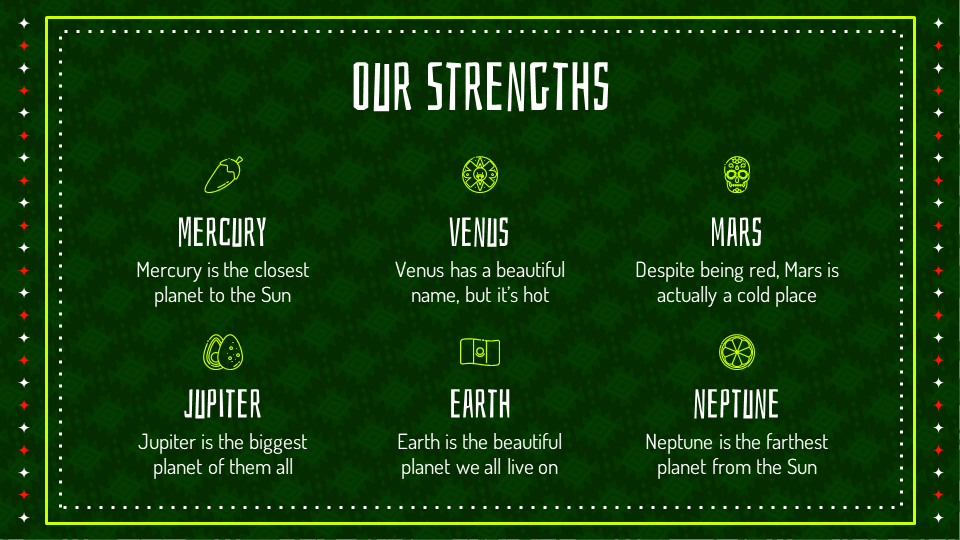 OUR STRENGTHS
MERCURY
Mercury is the closest
planet to the Sun
VENUS
Venus has a beautiful
name, but it’s hot
MARS
Despite being red, Mars is
actually a cold place
JUPITER
Jupiter is the biggest
planet of them all
EARTH
Earth is the beautiful
planet we all live on
NEPTUNE
Neptune is the farthest
planet from the Sun